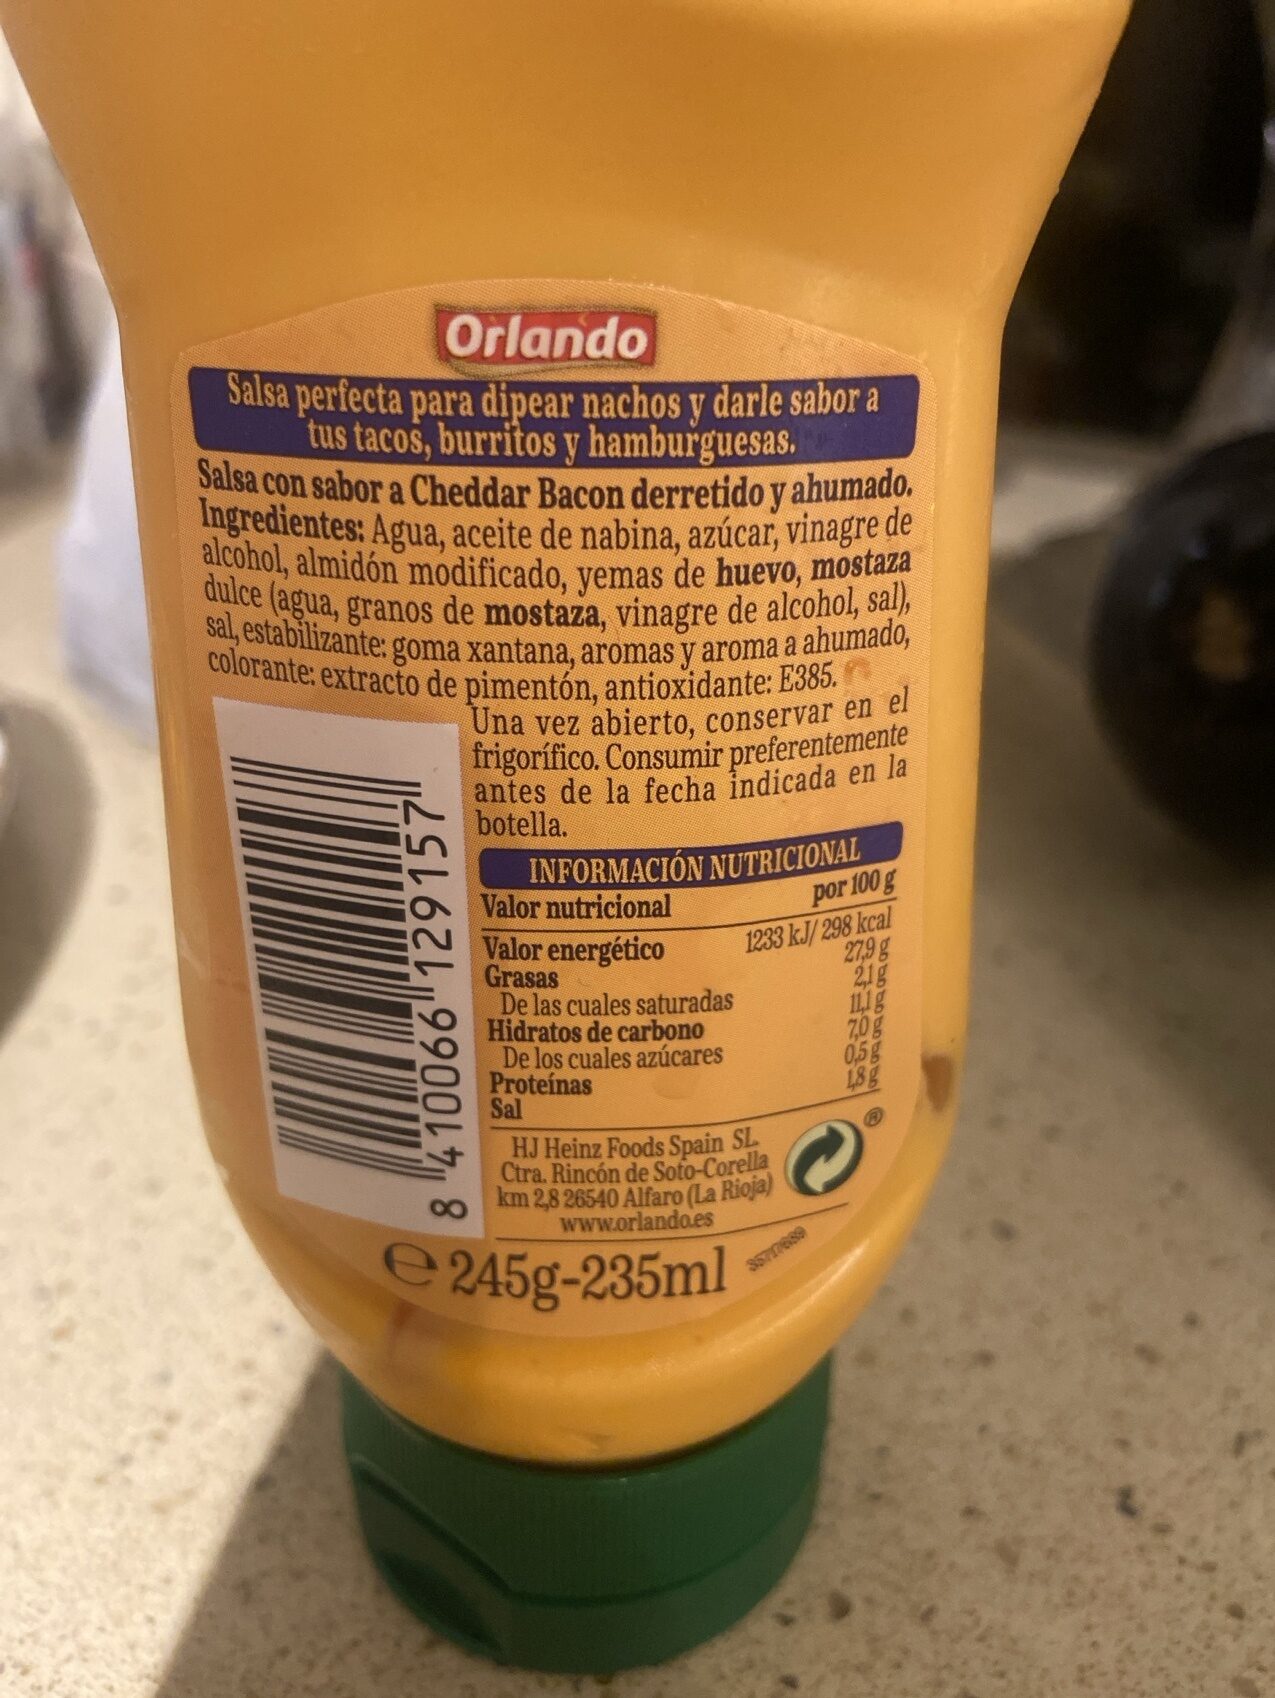 Orlando
Salsa perfecta para dipear nachos y darle sabor a
tus tacos, burritos y hamburguesas.
Salsa con sabor a Cheddar Bacon derretido y ahumado.
Ingredientes: Agua, aceite de nabina, azúcar, vinagre de
alcohol, almidón modificado, yemas de huevo, mostaza
dulce (agua, granos de mostaza, vinagre de alcohol, sal),
sal, estabilizante: goma xantana, aromas y aroma a ahumado,
colorante: extracto de pimentón, antioxidante: E385.
Una vez abierto, conservar en el
frigorífico. Consumir preferentemente
antes de la fecha indicada en la
botella.
8 410066 129157
INFORMACIÓN NUTRICIONAL
Valor nutricional por 100 g
Valor energético 1233 kJ/ 298 kcal
Grasas 27,9 g
De las cuales saturadas 2,1 g
Hidratos de carbono 11,1 g
De los cuales azúcares 7,0 g
Proteínas 0,5 g
Sal 1,8 g
HJ Heinz Foods Spain SL.
Ctra. Rincón de Soto-Corella
km 2,8 26540 Alfaro (La Rioja)
www.orlando.es
®
e 245g-235ml